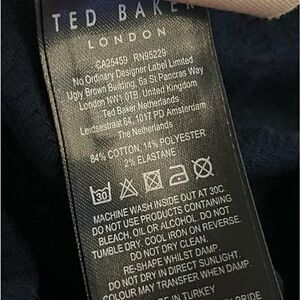 TED BAKER
LONDON
CA25459 RN95229
No Ordinary Designer Label Limited
Ugly Brown Building, 6a St Pancras Way
London NW1 0TB. United Kingdom
Ted Baker Netherlands
Leidsestraat 64, 1017 PD Amsterdam
The Netherlands
84% COTTON, 14% POLYESTER
2% ELASTANE
30
MACHINE WASH INSIDE OUT AT 30C.
DO NOT USE PRODUCTS CONTAINING
BLEACH, OIL OR ALCOHOL. DO NOT
TUMBLE DRY. COOL IRON ON REVERSE.
DO NOT DRY CLEAN.
RE-SHAPE WHILST DAMP.
DO NOT DRY IN DIRECT SUNLIGHT.
COLOUR MAY TRANSFER WHEN DAMP.
IN TURKEY
PRIDE